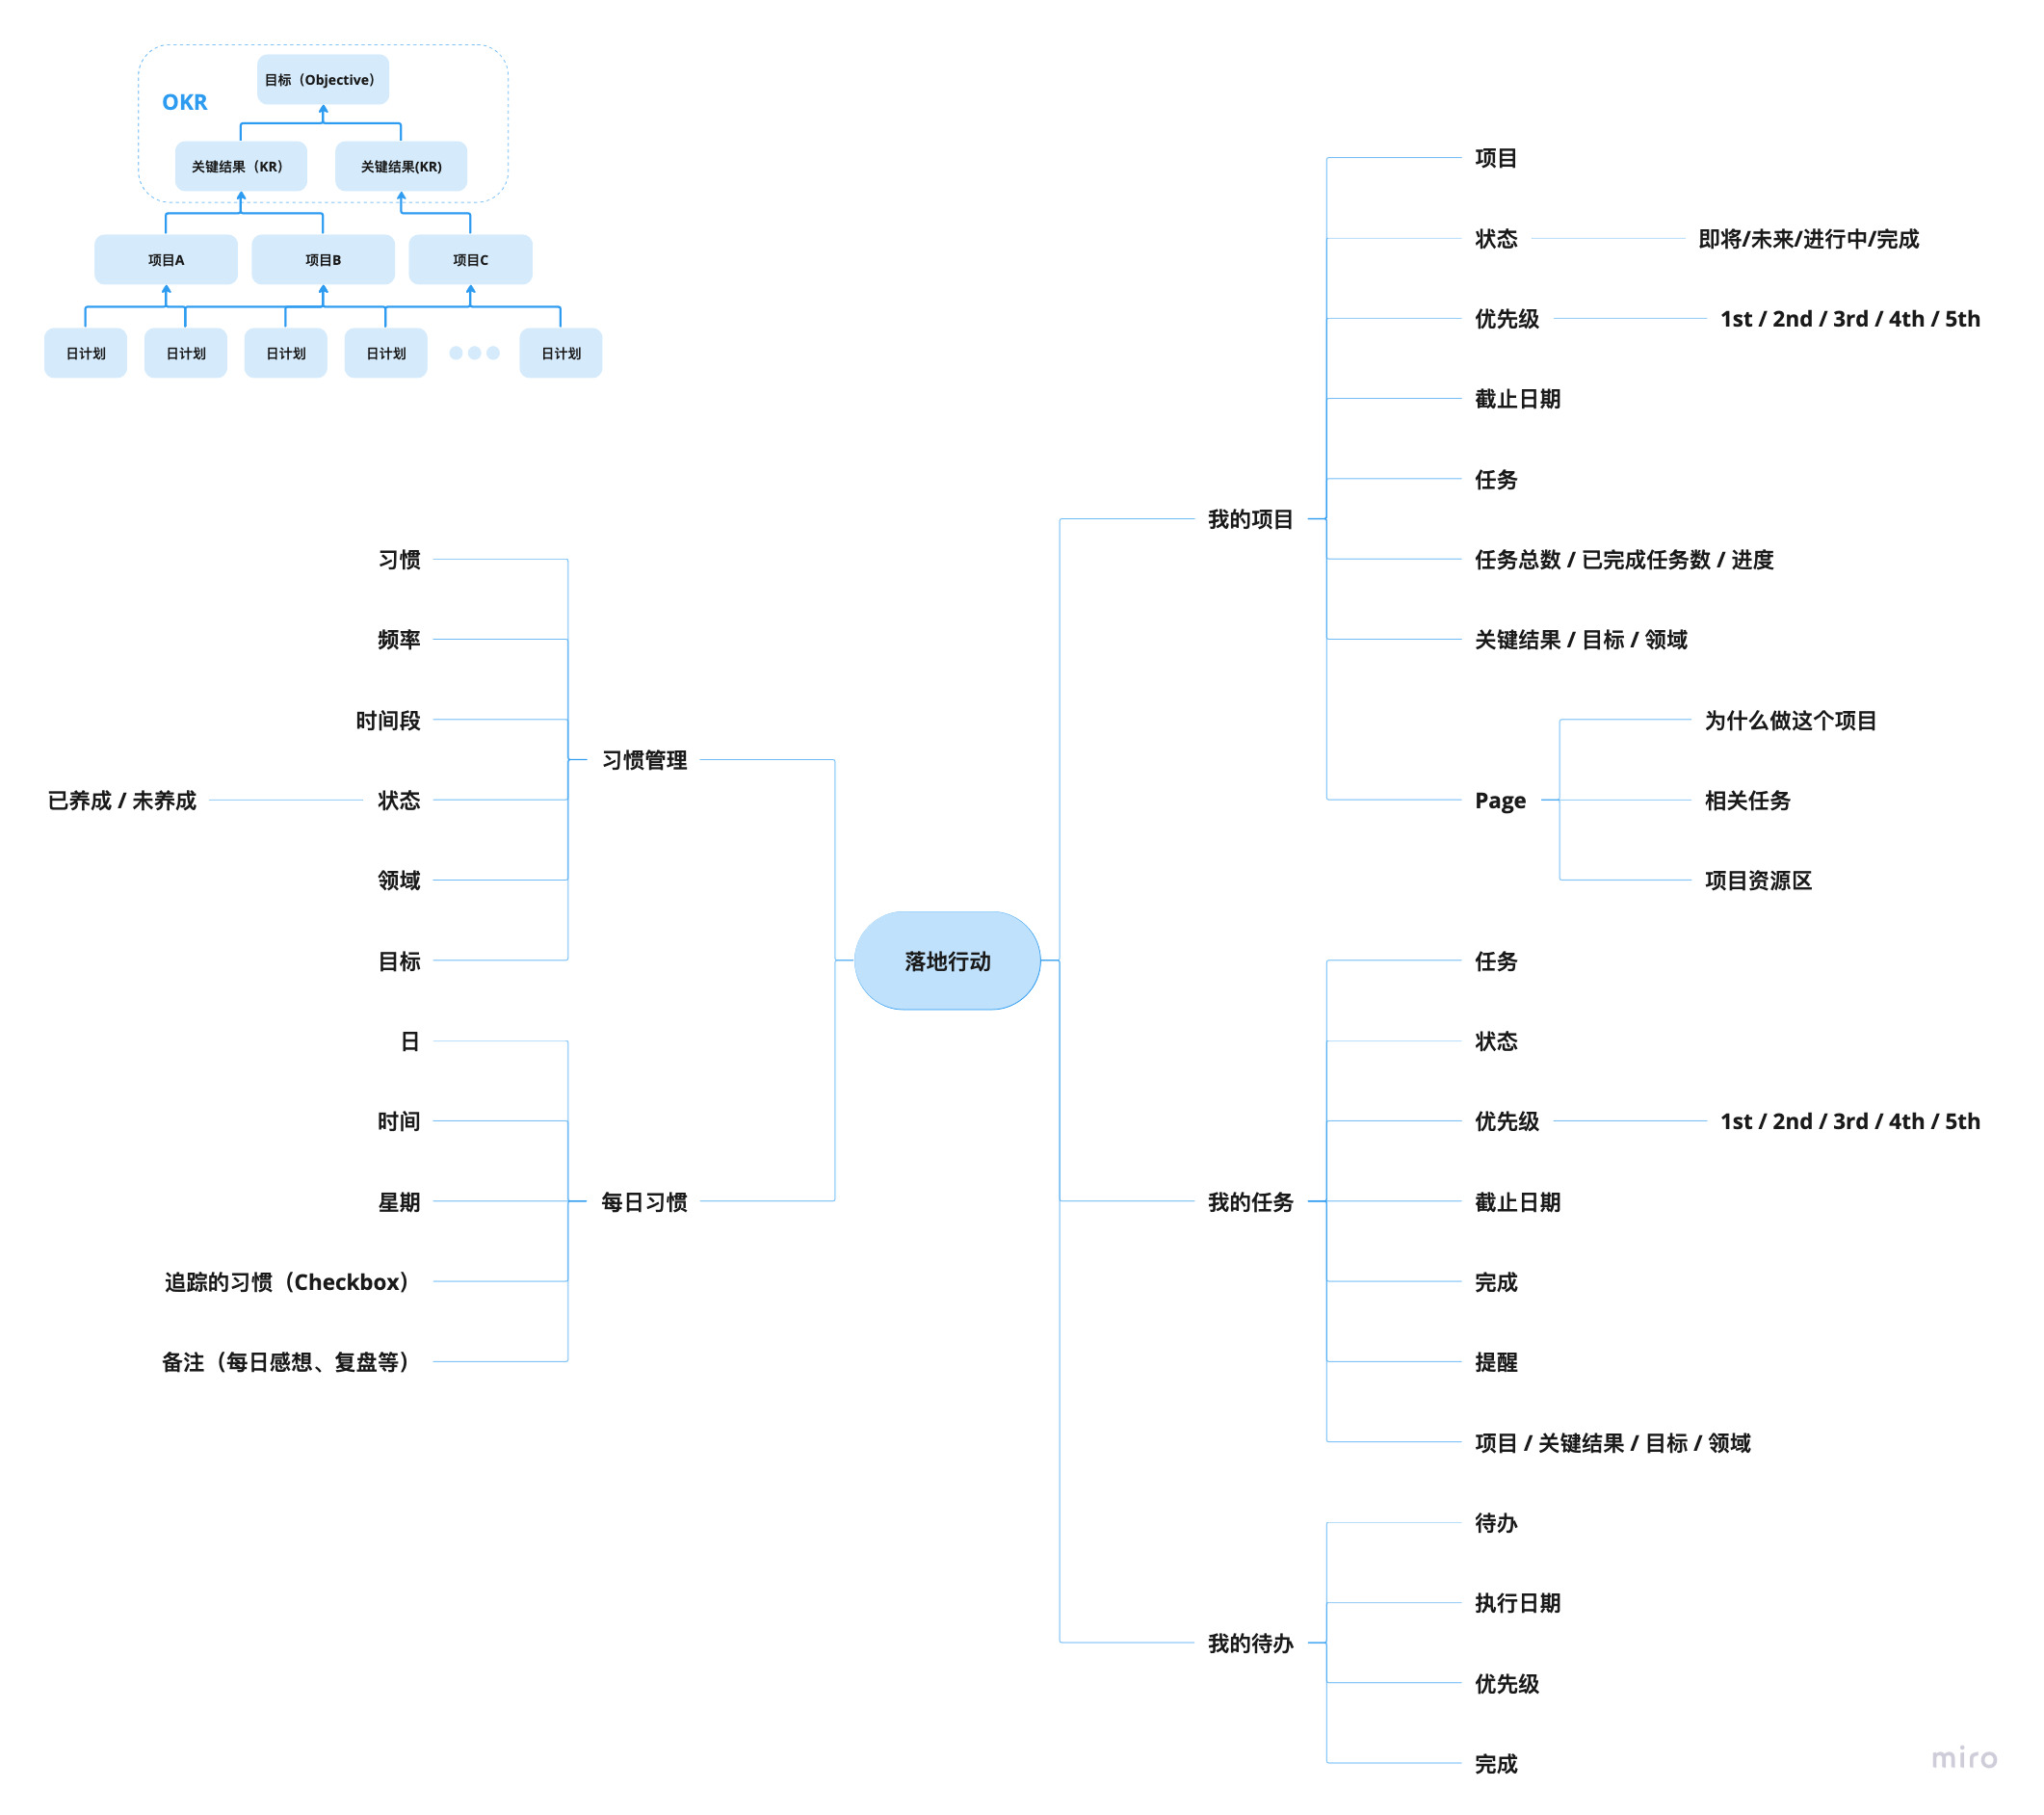 目标（Objective）
OKR
关键结果（KR）
关键结果(KR)
项目A
项目B
项目C
日计划
日计划
日计划
日计划
日计划
落地行动
习惯管理
习惯
频率
时间段
状态
已养成 / 未养成
领域
目标
每日习惯
日
时间
星期
追踪的习惯（Checkbox）
备注（每日感想、复盘等）
我的项目
项目
状态
即将/未来/进行中/完成
优先级
1st / 2nd / 3rd / 4th / 5th
截止日期
任务
任务总数 / 已完成任务数 / 进度
关键结果 / 目标 / 领域
Page
为什么做这个项目
相关任务
项目资源区
我的任务
任务
状态
优先级
1st / 2nd / 3rd / 4th / 5th
截止日期
完成
提醒
项目 / 关键结果 / 目标 / 领域
我的待办
待办
执行日期
优先级
完成
miro